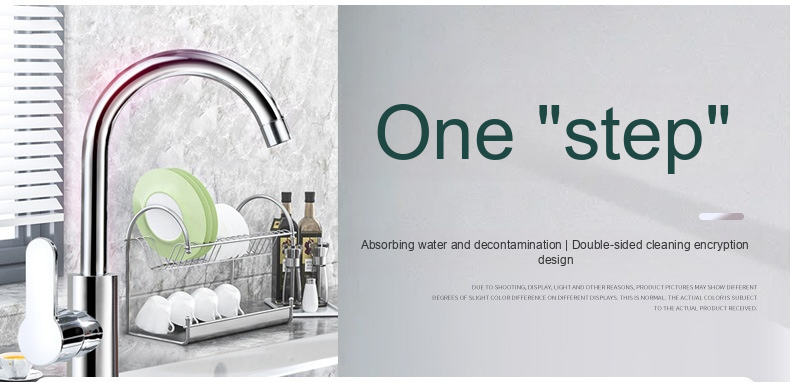 One "step"
Absorbing water and decontamination | Double-sided cleaning encryption
design
DUE TO SHOOTING, DISPLAY, LIGHT AND OTHER REASONS, PRODUCT PICTURES MAY SHOW DIFFERENT
DEGREES OF SLIGHT COLOR DIFFERENCE ON DIFFERENT DISPLAYS. THIS IS NORMAL. THE ACTUAL COLOR IS SUBJECT
TO THE ACTUAL PRODUCT RECEIVED.